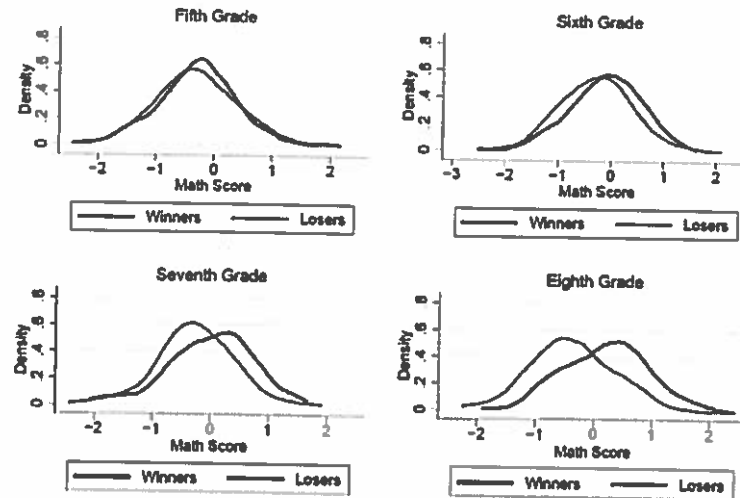 Fifth Grade
Density
0 .2 .4 .6 .8
-2 -1 0 1 2
Math Score
Winners Losers
Sixth Grade
Density
0 .2 .4 .6 .8
-3 -2 -1 0 1 2
Math Score
Winners Losers
Seventh Grade
Density
0 .2 .4 .6 .8
-2 -1 0 1 2
Math Score
Winners Losers
Eighth Grade
Density
0 .2 .4 .6 .8
-2 -1 0 1 2
Math Score
Winners Losers